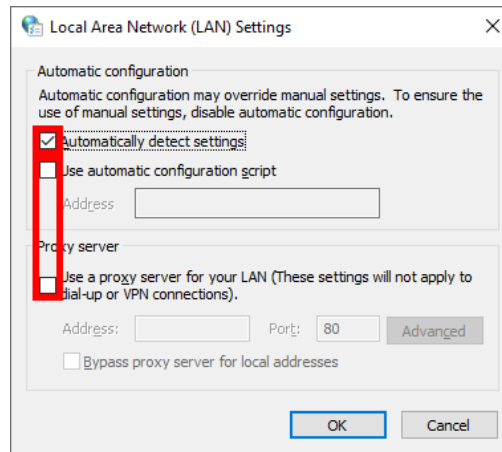 Local Area Network (LAN) Settings
Automatic configuration
Automatic configuration may override manual settings. To ensure the
use of manual settings, disable automatic configuration.
Automatically detect settings
Use automatic configuration script
Address
Proxy server
Use a proxy server for your LAN (These settings will not apply to
dial-up or VPN connections).
Address:
Port:
80
Advanced
Bypass proxy server for local addresses
OK
Cancel